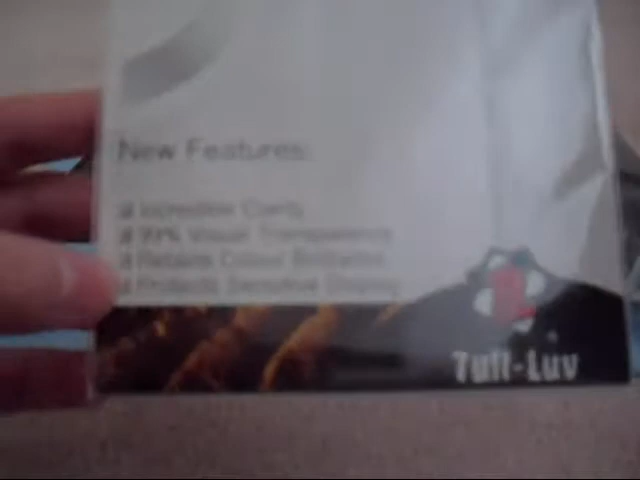 New Features:
Incredible Clarity
99% Visual Transparency
Retains Colour Brilliance
Protects Sensitive Display
Tuff-Luv